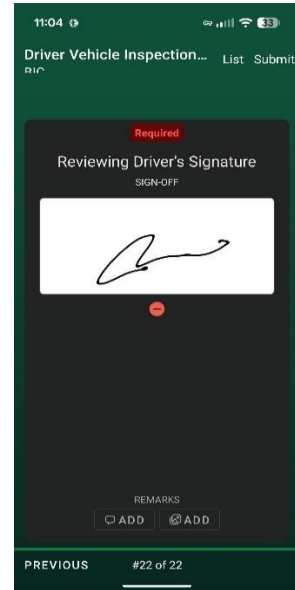 11:04
33
Driver Vehicle Inspection... List Submit
Required
Reviewing Driver's Signature
SIGN-OFF
REMARKS
ADD ADD
PREVIOUS #22 of 22